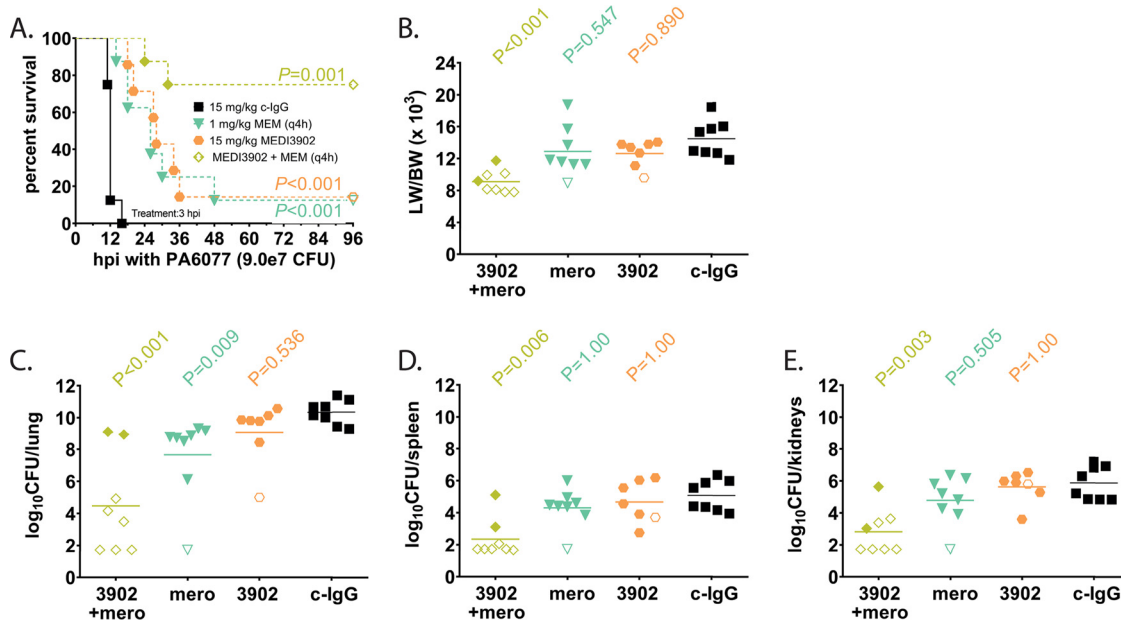 A.
percent survival
100
80
60
40
20
0
P=0.001
15 mg/kg c-IgG
1 mg/kg MEM (q4h)
15 mg/kg MEDI3902
MEDI3902 + MEM (q4h)
P<0.001
P<0.001
Treatment:3 hpi
0 12 24 36 48 60 72 84 96
hpi with PA6077 (9.0e7 CFU)
B.
P<0.001 P=0.547 P=0.890
LW/BW (x 10³)
24
20
16
12
8
4
0
3902 mero 3902 c-IgG
+mero
C.
P<0.001 P=0.009 P=0.536
log₁₀CFU/lung
12
10
8
6
4
2
0
3902 mero 3902 c-IgG
+mero
D.
P=0.006 P=1.00 P=1.00
log₁₀CFU/spleen
12
10
8
6
4
2
0
3902 mero 3902 c-IgG
+mero
E.
P=0.003 P=0.505 P=1.00
log₁₀CFU/kidneys
12
10
8
6
4
2
0
3902 mero 3902 c-IgG
+mero